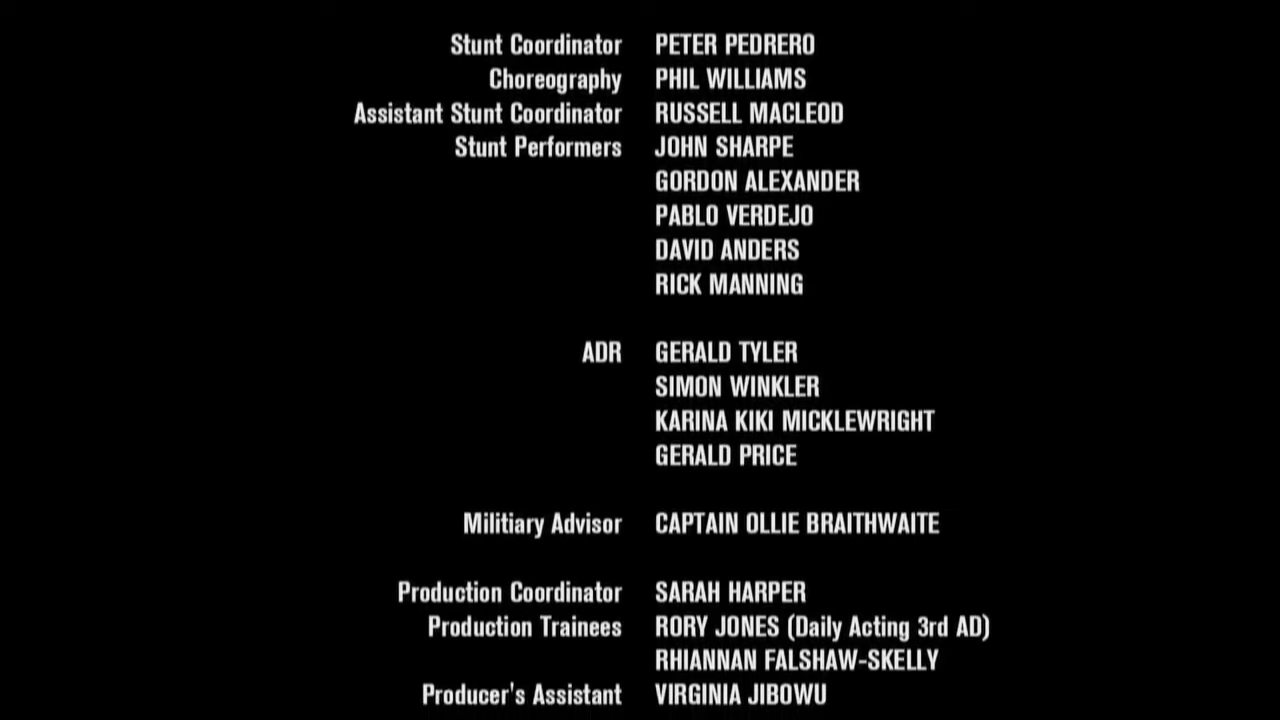 Stunt Coordinator PETER PEDRERO
Choreography PHIL WILLIAMS
Assistant Stunt Coordinator RUSSELL MACLEOD
Stunt Performers JOHN SHARPE
GORDON ALEXANDER
PABLO VERDEJO
DAVID ANDERS
RICK MANNING
ADR GERALD TYLER
SIMON WINKLER
KARINA KIKI MICKLEWRIGHT
GERALD PRICE
Militiary Advisor CAPTAIN OLLIE BRAITHWAITE
Production Coordinator SARAH HARPER
Production Trainees RORY JONES (Daily Acting 3rd AD)
RHIANNAN FALSHAW-SKELLY
Producer's Assistant VIRGINIA JIBOWU